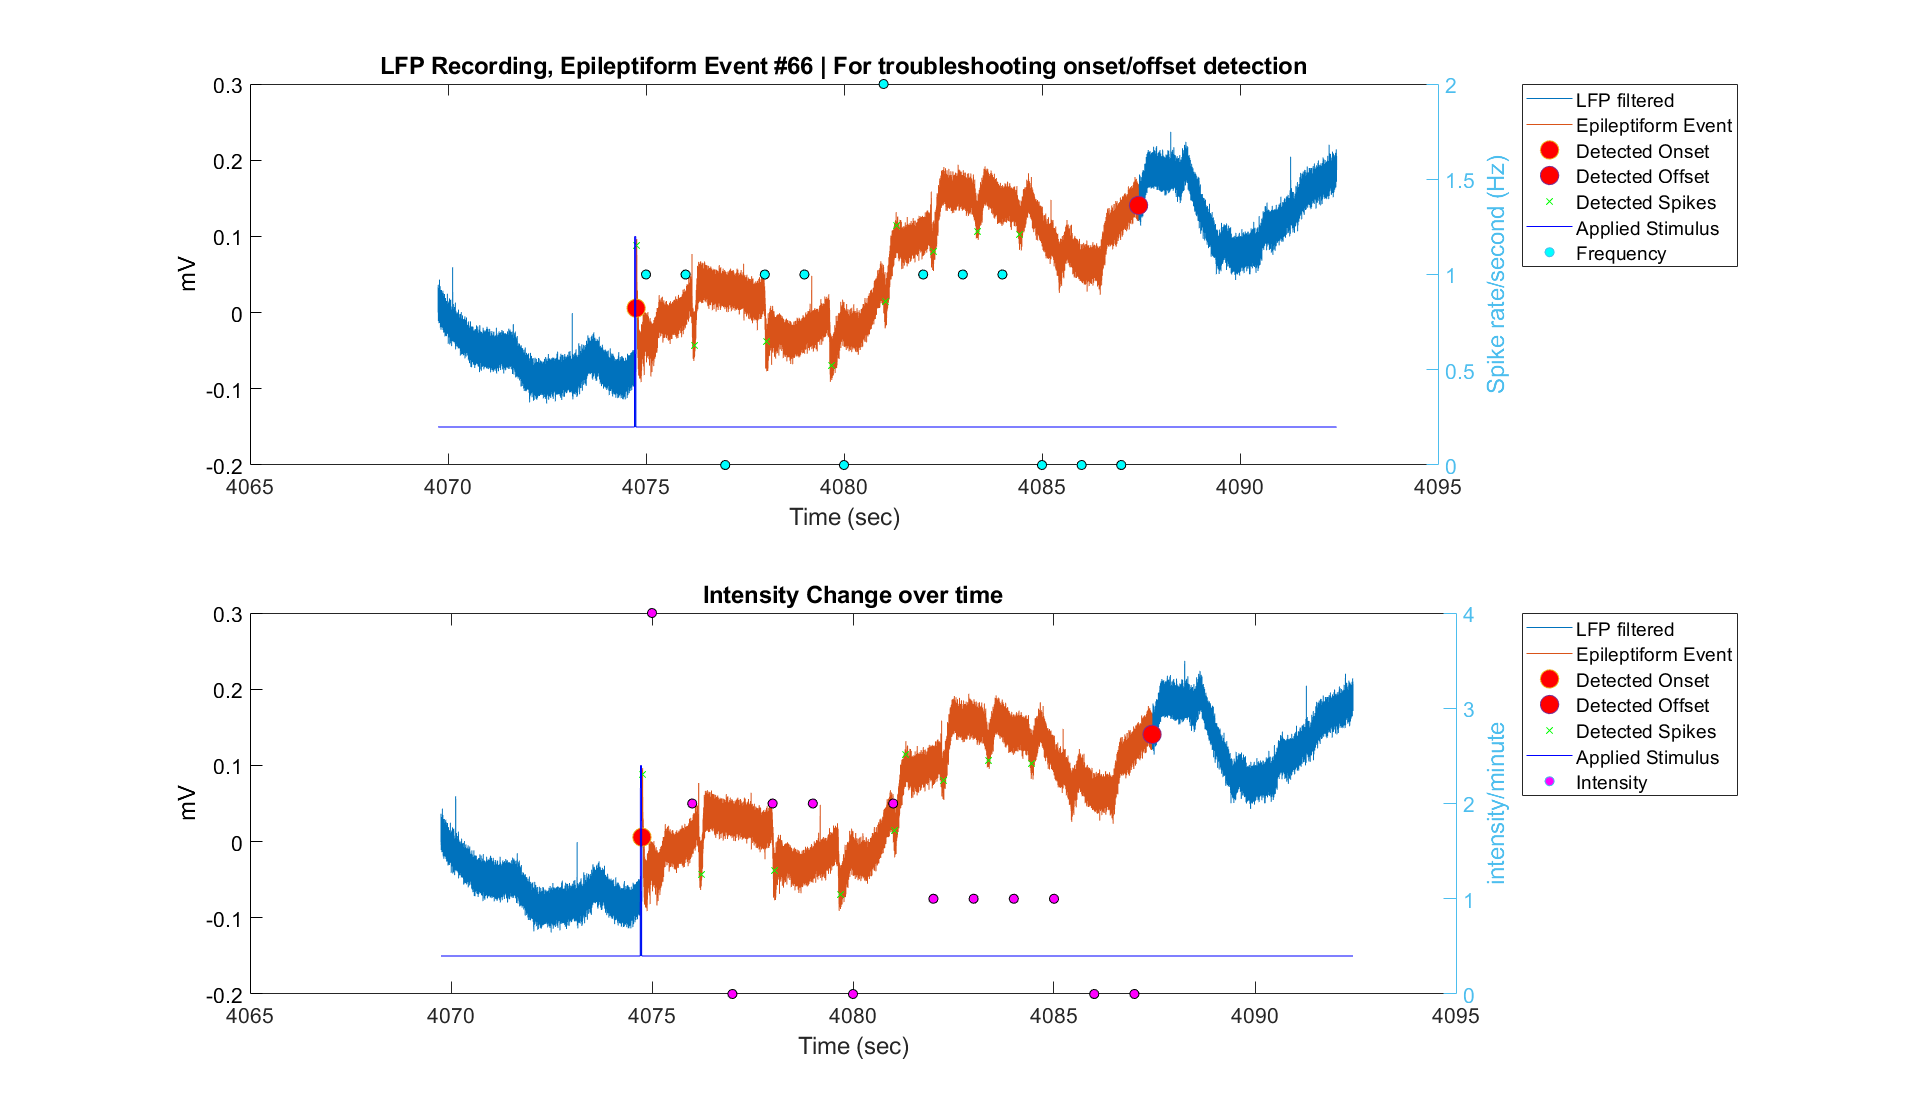 LFP Recording, Epileptiform Event #66 | For troubleshooting onset/offset detection
0.3
0.2
0.1
0
-0.1
-0.2
mV
4065 4070 4075 4080 4085 4090 4095
Time (sec)
2
1.5
1
0.5
0
Spike rate/second (Hz)
LFP filtered
Epileptiform Event
Detected Onset
Detected Offset
Detected Spikes
Applied Stimulus
Frequency
Intensity Change over time
0.3
0.2
0.1
0
-0.1
-0.2
mV
4065 4070 4075 4080 4085 4090 4095
Time (sec)
4
3
2
1
0
intensity/minute
LFP filtered
Epileptiform Event
Detected Onset
Detected Offset
Detected Spikes
Applied Stimulus
Intensity